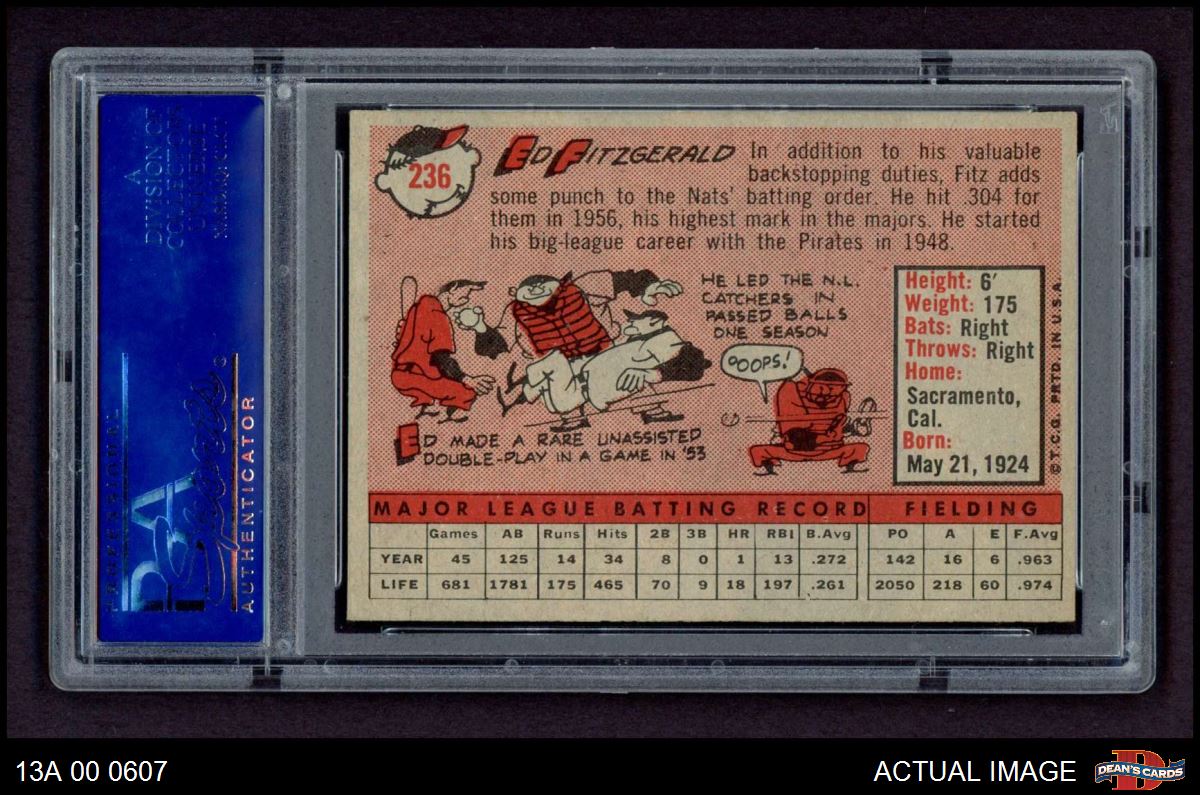 A
DIVISION OF
COLLECTORS
UNIVERSE
NASDAQ: CLCT
PROFESSIONAL
PSA
Sports
AUTHENTICATOR
236
ED FITZGERALD
In addition to his valuable
backstopping duties, Fitz adds
some punch to the Nats' batting order. He hit .304 for
them in 1956, his highest mark in the majors. He started
his big-league career with the Pirates in 1948.
HE LED THE N.L.
CATCHERS IN
PASSED BALLS
ONE SEASON
OOOPS!
ED MADE A RARE UNASSISTED
DOUBLE-PLAY IN A GAME IN '53
Height: 6'
Weight: 175
Bats: Right
Throws: Right
Home:
Sacramento,
Cal.
Born:
May 21, 1924
© T.C.G. PRTD. IN U.S.A.
MAJOR LEAGUE BATTING RECORD FIELDING
Games AB Runs Hits 2B 3B HR RBI B.Avg PO A E F.Avg
YEAR 45 125 14 34 8 0 1 13 .272 142 16 6 .963
LIFE 681 1781 175 465 70 9 18 197 .261 2050 218 60 .974
13A 00 0607
ACTUAL IMAGE
D
DEAN'S CARDS